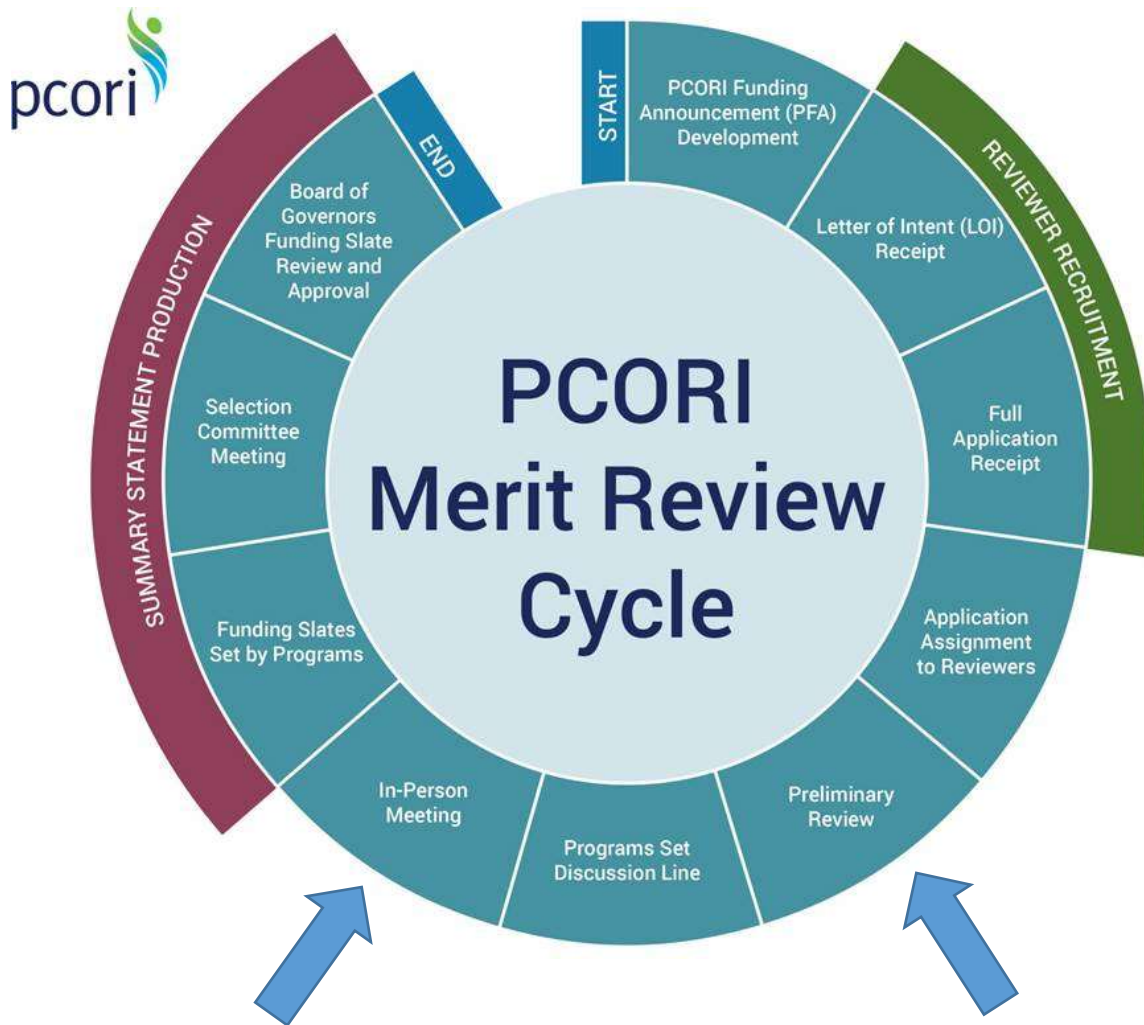 pcori
START
PCORI Funding
Announcement (PFA)
Development
REVIEWER RECRUITMENT
Letter of Intent (LOI)
Receipt
Full
Application
Receipt
Application
Assignment
to Reviewers
Preliminary
Review
Programs Set
Discussion Line
In-Person
Meeting
Funding Slates
Set by Programs
Selection
Committee
Meeting
Board of
Governors
Funding Slate
Review and
Approval
SUMMARY STATEMENT PRODUCTION
END
PCORI
Merit Review
Cycle